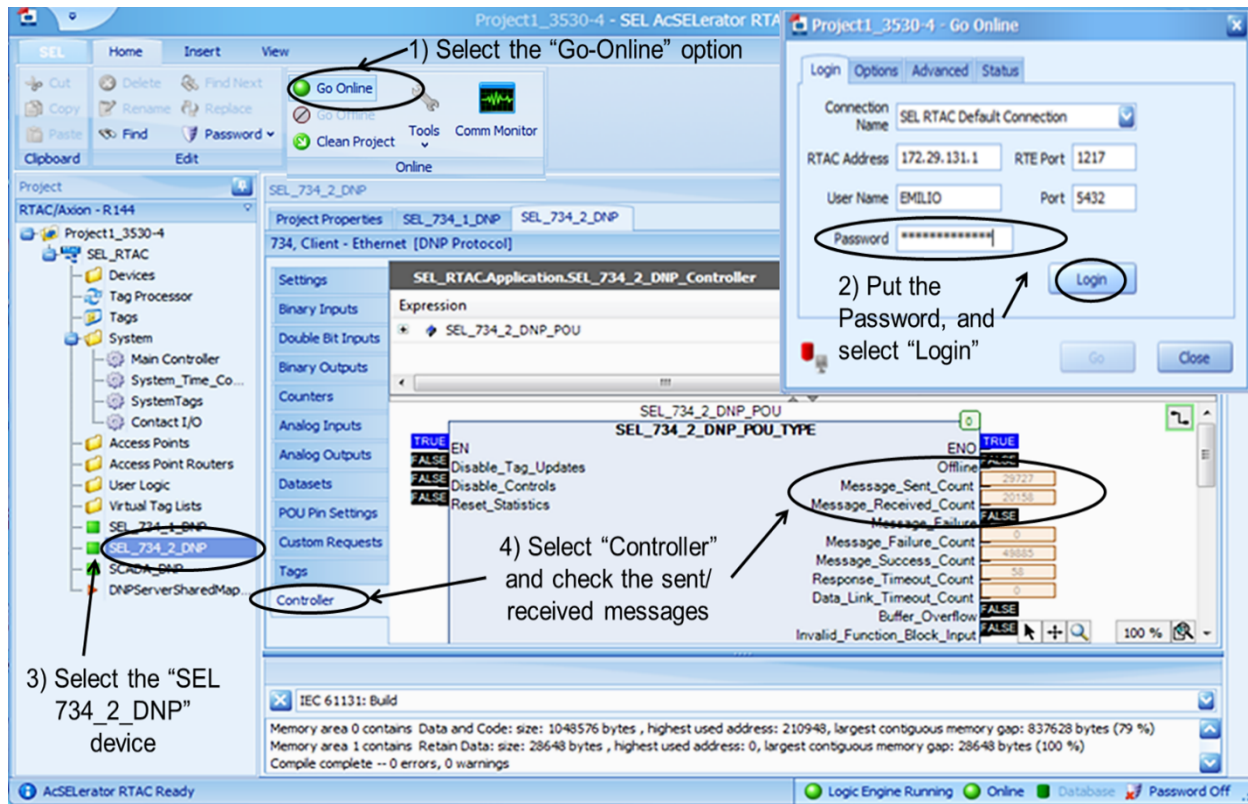 Project1_3530-4 - SEL AcSELerator RTA
SEL
Home
Insert
View
1) Select the “Go-Online” option
Cut
Copy
Paste
Clipboard
Delete
Rename
Find
Find Next
Replace
Password
Edit
Go Online
Go Offline
Clean Project
Tools
Comm Monitor
Online
Project1_3530-4 - Go Online
Login
Options
Advanced
Status
Connection Name
SEL RTAC Default Connection
RTAC Address
172.29.131.1
RTE Port
1217
User Name
EMILIO
Port
5432
Password
*************
Login
2) Put the
Password, and
select “Login”
Go
Close
Project
RTAC/Axion - R144
Project1_3530-4
SEL_RTAC
Devices
Tag Processor
Tags
System
Main Controller
System_Time_Co...
SystemTags
Contact I/O
Access Points
Access Point Routers
User Logic
Virtual Tag Lists
SEL_734_1_DNP
SEL_734_2_DNP
SCADA_DNP
DNPServerSharedMap...
3) Select the “SEL
734_2_DNP”
device
SEL_734_2_DNP
Project Properties
SEL_734_1_DNP
SEL_734_2_DNP
734, Client - Ethernet [DNP Protocol]
Settings
Binary Inputs
Double Bit Inputs
Binary Outputs
Counters
Analog Inputs
Analog Outputs
Datasets
POU Pin Settings
Custom Requests
Tags
Controller
SEL_RTAC.Application.SEL_734_2_DNP_Controller
Expression
SEL_734_2_DNP_POU
SEL_734_2_DNP_POU
SEL_734_2_DNP_POU_TYPE
0
TRUE EN
FALSE Disable_Tag_Updates
FALSE Disable_Controls
FALSE Reset_Statistics
ENO TRUE
Offline FALSE
Message_Sent_Count 29727
Message_Received_Count 20158
Message_Failure FALSE
Message_Failure_Count 0
Message_Success_Count 49885
Response_Timeout_Count 58
Data_Link_Timeout_Count 0
Buffer_Overflow FALSE
Invalid_Function_Block_Input FALSE
100 %
4) Select “Controller”
and check the sent/
received messages
IEC 61131: Build
Memory area 0 contains Data and Code: size: 1048576 bytes , highest used address: 210948, largest contiguous memory gap: 837628 bytes (79 %)
Memory area 1 contains Retain Data: size: 28648 bytes , highest used address: 0, largest contiguous memory gap: 28648 bytes (100 %)
Compile complete -- 0 errors, 0 warnings
AcSELerator RTAC Ready
Logic Engine Running
Online
Database
Password Off